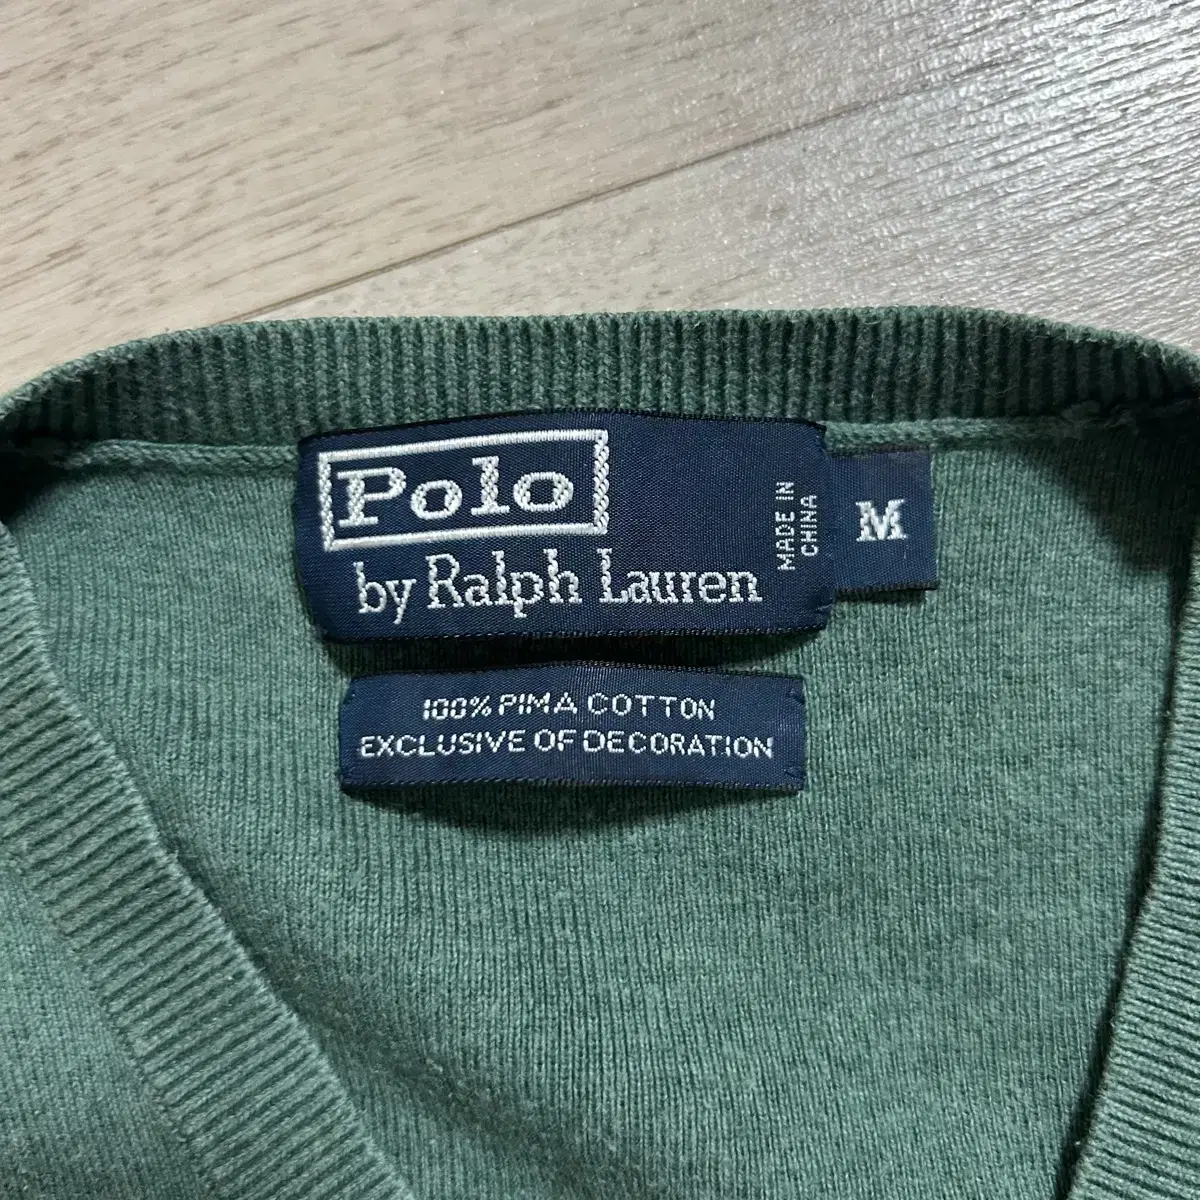 Polo
by Ralph Lauren
MADE IN
CHINA
M
100% PIMA COTTON
EXCLUSIVE OF DECORATION